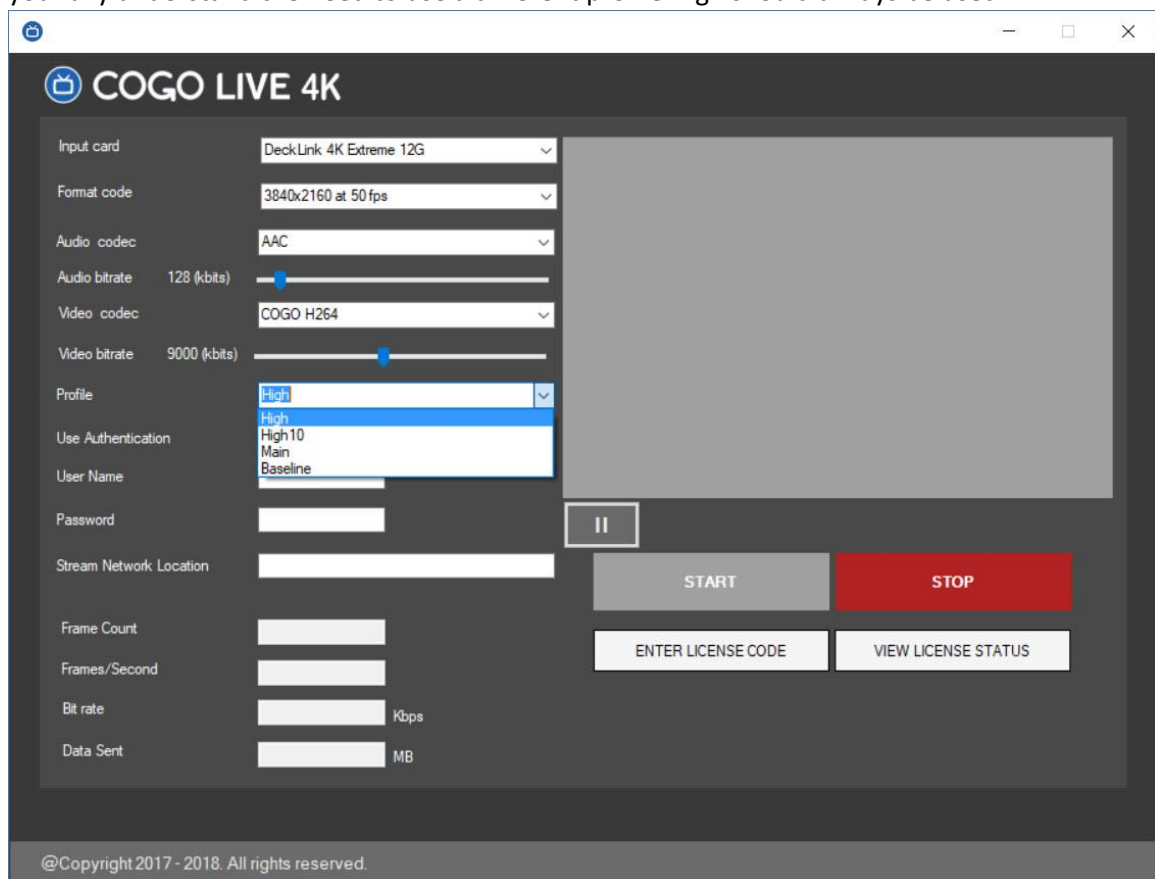 COGO LIVE 4K
Input card
DeckLink 4K Extreme 12G
Format code
3840x2160 at 50 fps
Audio codec
AAC
Audio bitrate 128 (kbits)
Video codec
COGO H264
Video bitrate 9000 (kbits)
Profile
High
High
High10
Main
Baseline
Use Authentication
User Name
Password
Stream Network Location
START
STOP
Frame Count
ENTER LICENSE CODE
VIEW LICENSE STATUS
Frames/Second
Bit rate
Kbps
Data Sent
MB
@Copyright 2017 - 2018. All rights reserved.